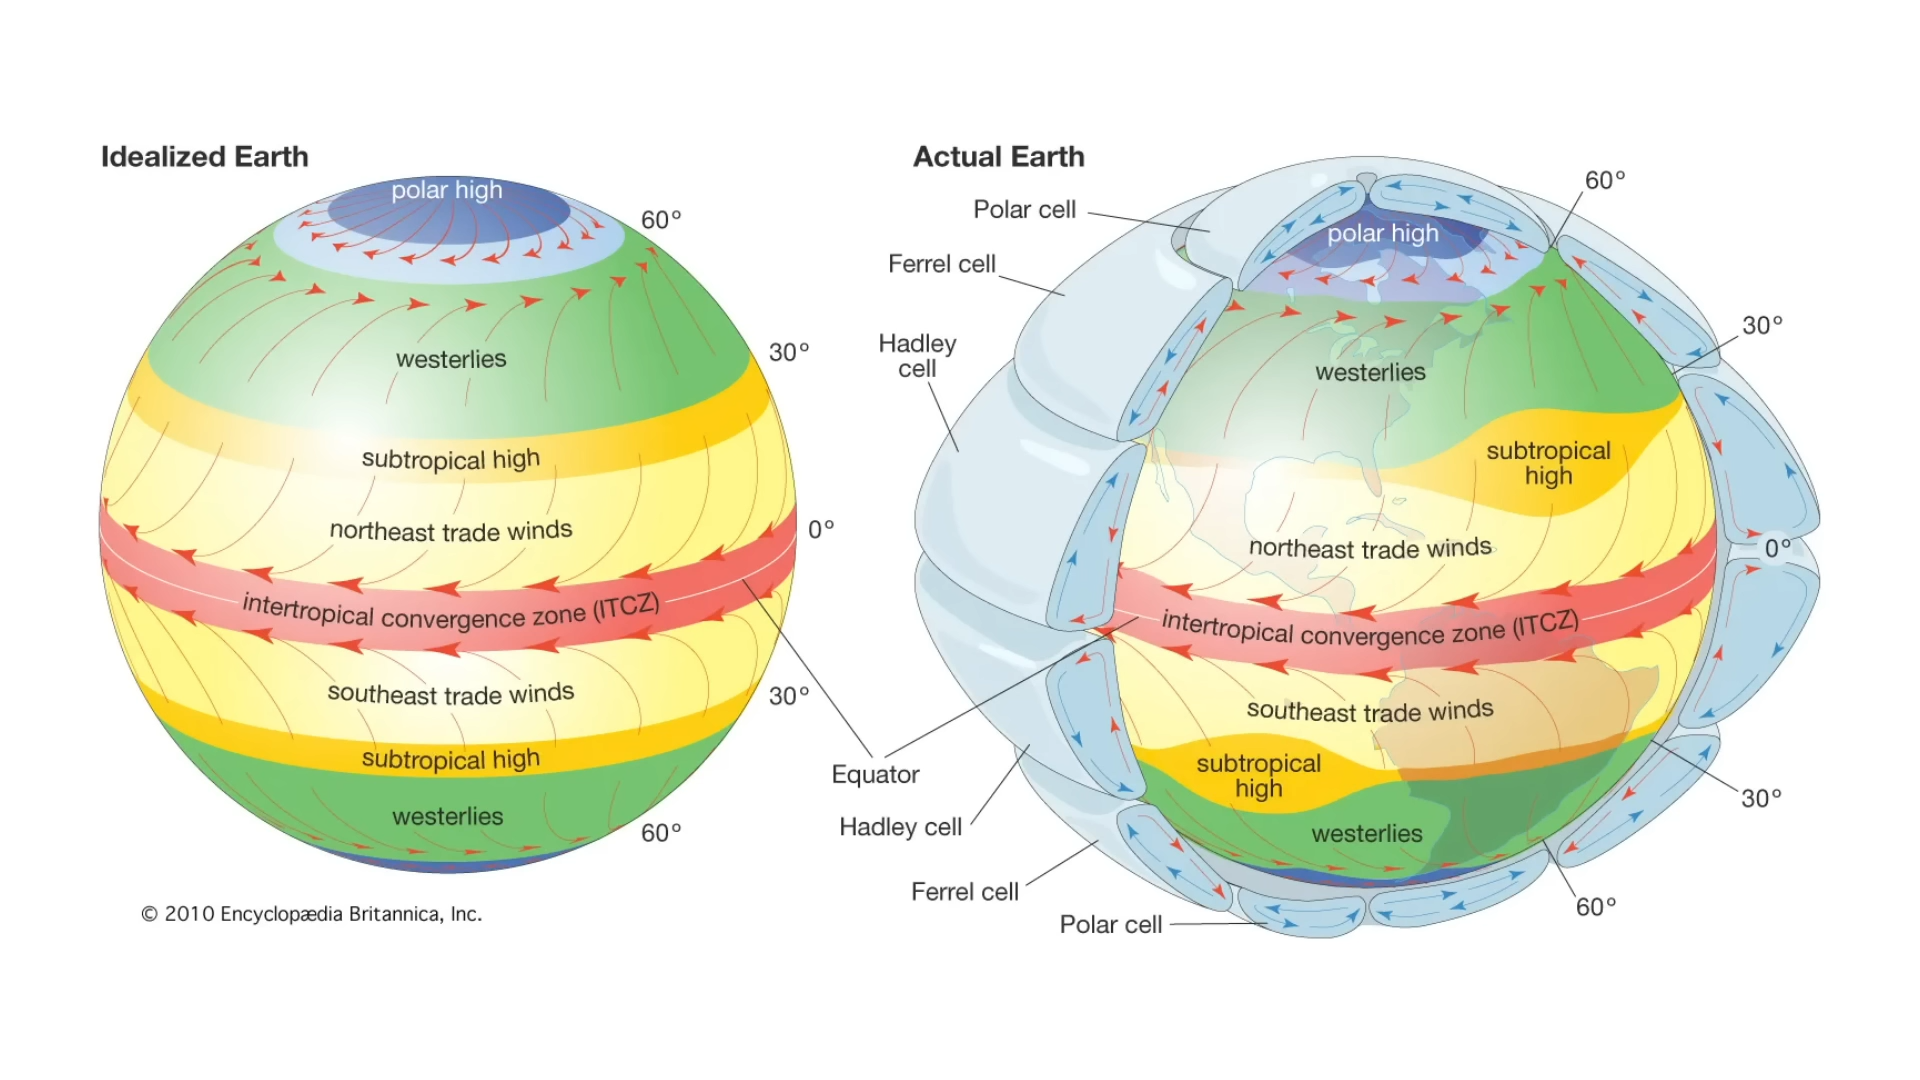 Idealized Earth
polar high
60°
westerlies
30°
subtropical high
northeast trade winds
0°
intertropical convergence zone (ITCZ)
southeast trade winds
30°
subtropical high
westerlies
60°
© 2010 Encyclopædia Britannica, Inc.
Actual Earth
Polar cell
Ferrel cell
Hadley
cell
Equator
Hadley cell
Ferrel cell
Polar cell
60°
polar high
30°
westerlies
subtropical
high
northeast trade winds
0°
intertropical convergence zone (ITCZ)
southeast trade winds
subtropical
high
30°
westerlies
60°